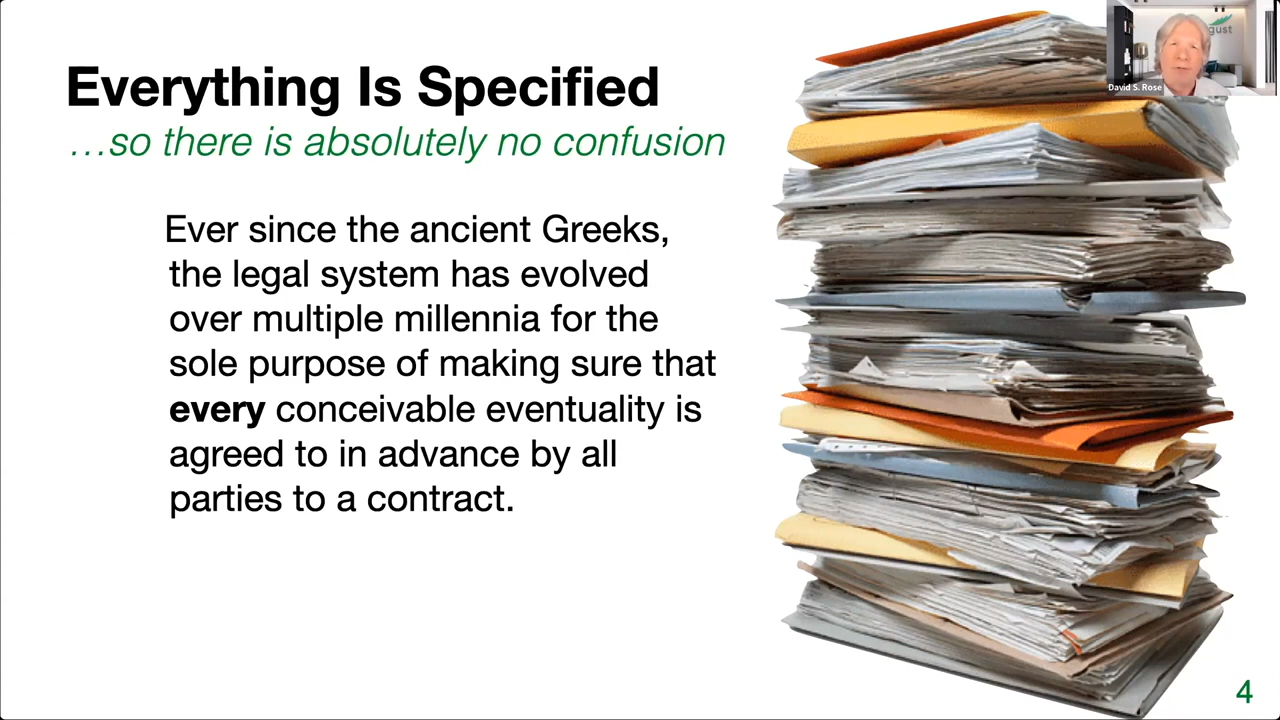 Everything Is Specified
…so there is absolutely no confusion
Ever since the ancient Greeks,
the legal system has evolved
over multiple millennia for the
sole purpose of making sure that
every conceivable eventuality is
agreed to in advance by all
parties to a contract.
gust
David S. Rose
4